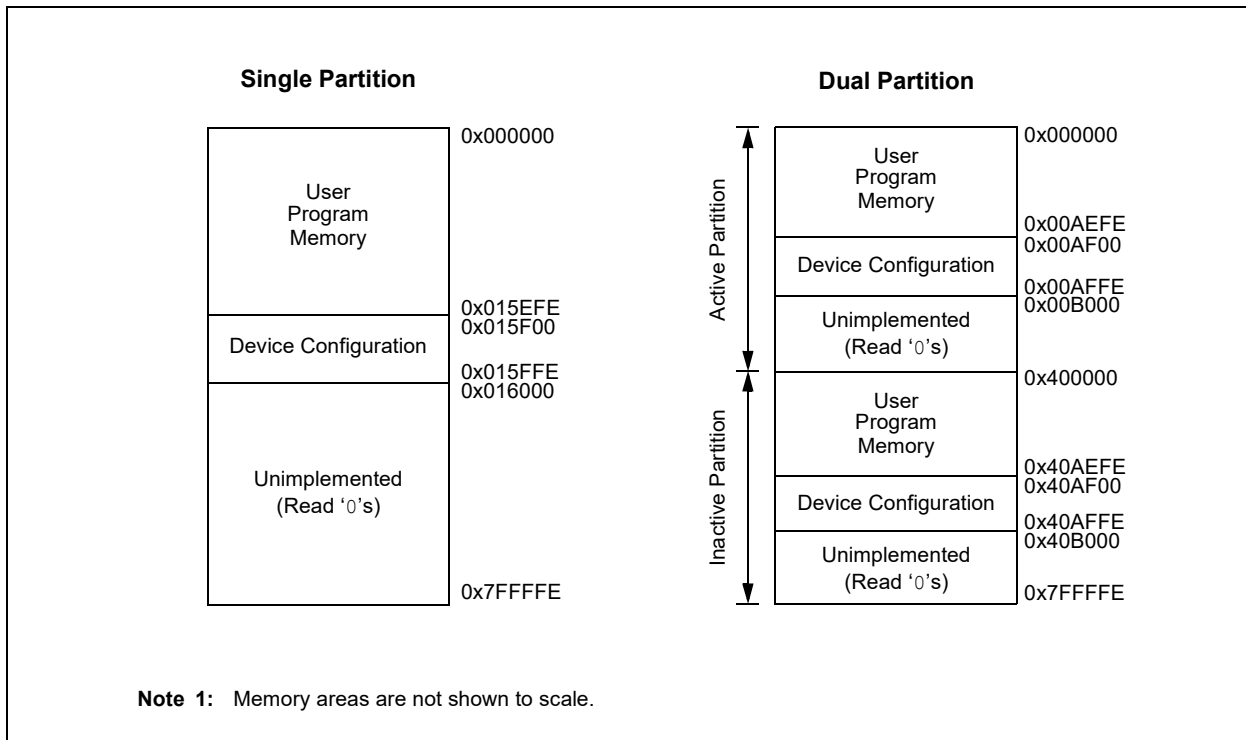 Single Partition
0x000000
User
Program
Memory
0x015EFE
0x015F00
Device Configuration
0x015FFE
0x016000
Unimplemented
(Read ‘0’s)
0x7FFFFE
Dual Partition
Active Partition
0x000000
User
Program
Memory
0x00AEFE
0x00AF00
Device Configuration
0x00AFFE
0x00B000
Unimplemented
(Read ‘0’s)
Inactive Partition
0x400000
User
Program
Memory
0x40AEFE
0x40AF00
Device Configuration
0x40AFFE
0x40B000
Unimplemented
(Read ‘0’s)
0x7FFFFE
Note 1: Memory areas are not shown to scale.